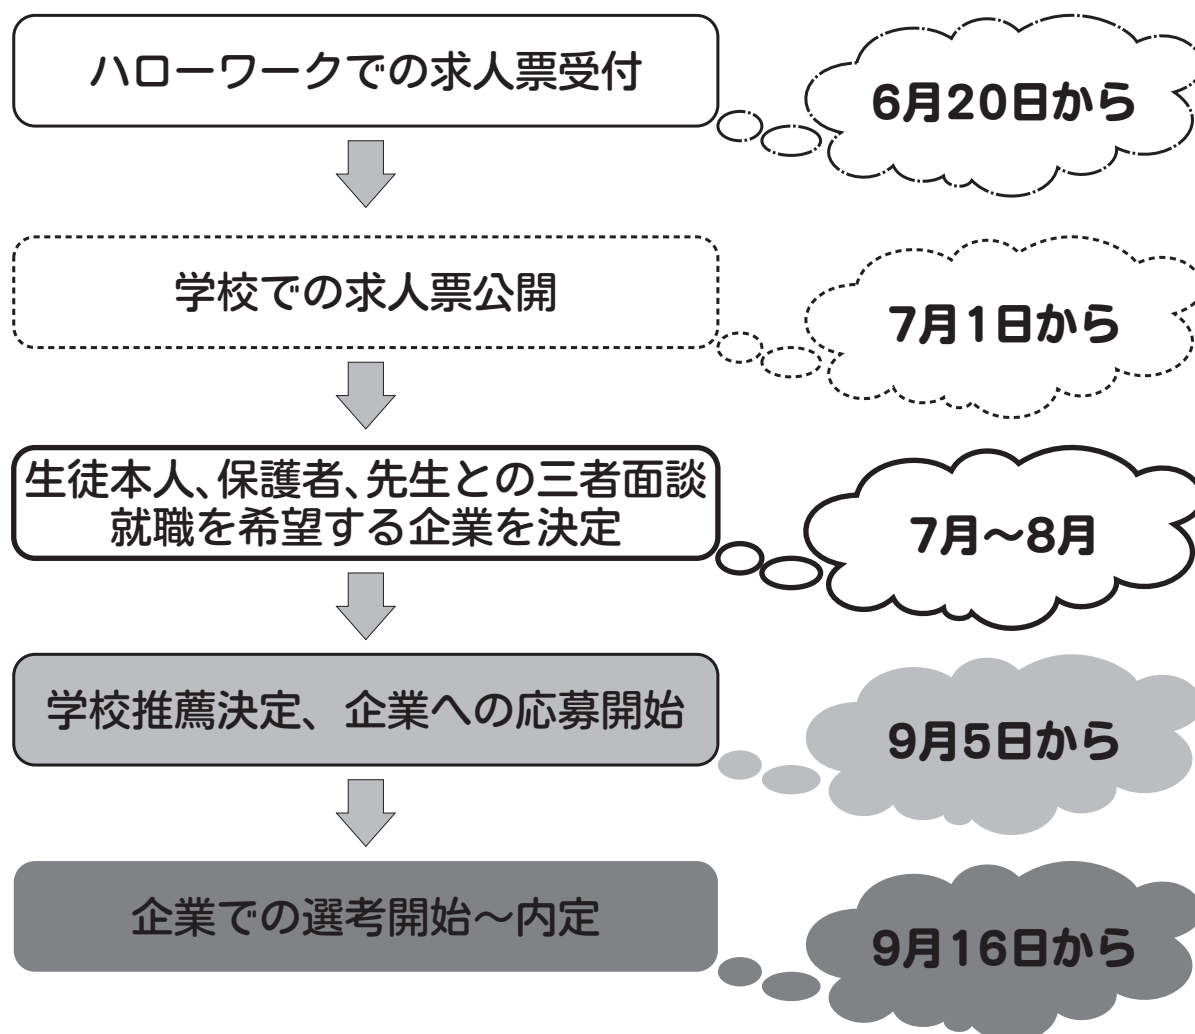 ハローワークでの求人票受付
6月20日から
学校での求人票公開
7月1日から
生徒本人、保護者、先生との三者面談
就職を希望する企業を決定
7月～8月
学校推薦決定、企業への応募開始
9月5日から
企業での選考開始～内定
9月16日から